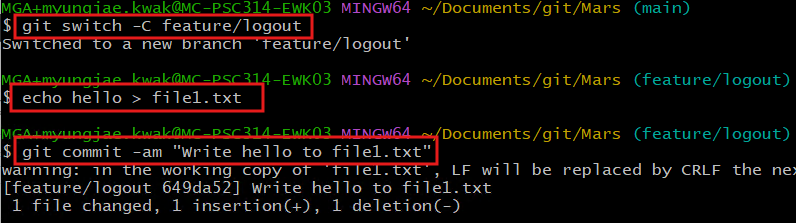 MGA+myungjae.kwak@MC-PSC314-EWK03 MINGW64 ~/Documents/git/Mars (main)
$ git switch -C feature/logout
Switched to a new branch 'feature/logout'
MGA+myungjae.kwak@MC-PSC314-EWK03 MINGW64 ~/Documents/git/Mars (feature/logout)
$ echo hello > file1.txt
MGA+myungjae.kwak@MC-PSC314-EWK03 MINGW64 ~/Documents/git/Mars (feature/logout)
$ git commit -am "Write hello to file1.txt"
warning: in the working copy of 'file1.txt', LF will be replaced by CRLF the nex
[feature/logout 649da52] Write hello to file1.txt
1 file changed, 1 insertion(+), 1 deletion(-)